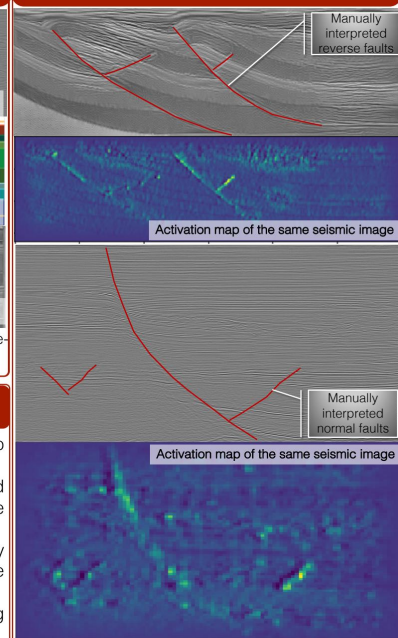 Manually
interpreted
reverse faults
Activation map of the same seismic image
Manually
interpreted
normal faults
Activation map of the same seismic image